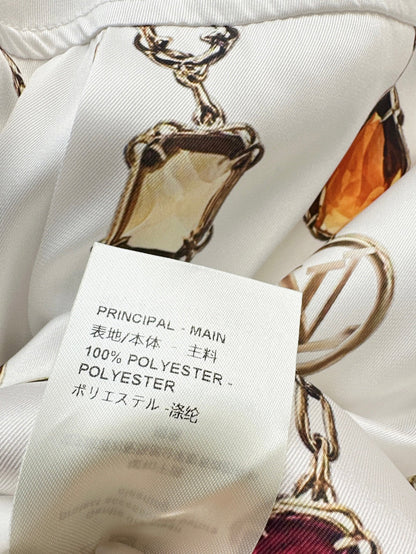 PRINCIPAL - MAIN
表地/本体 - 主料
100% POLYESTER -
POLYESTER
ポリエステル -涤纶